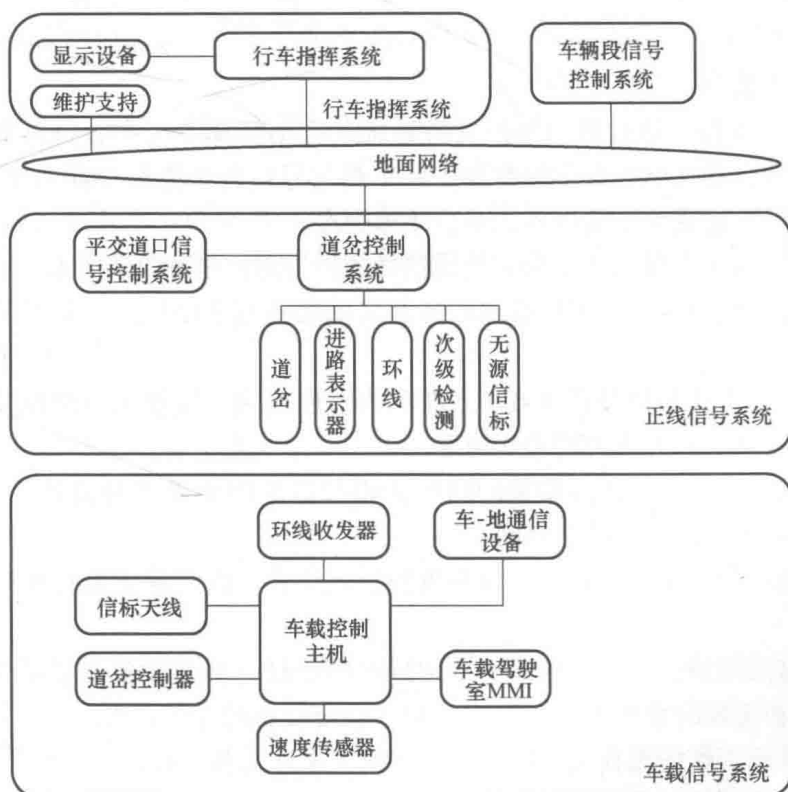 显示设备
行车指挥系统
维护支持
行车指挥系统
车辆段信号
控制系统
地面网络
平交道口信
号控制系统
道岔控制
系统
道岔
进路表示器
环线
次级检测
无源信标
正线信号系统
环线收发器
车-地通信
设备
信标天线
车载控制
主机
道岔控制器
车载驾驶
室MMI
速度传感器
车载信号系统